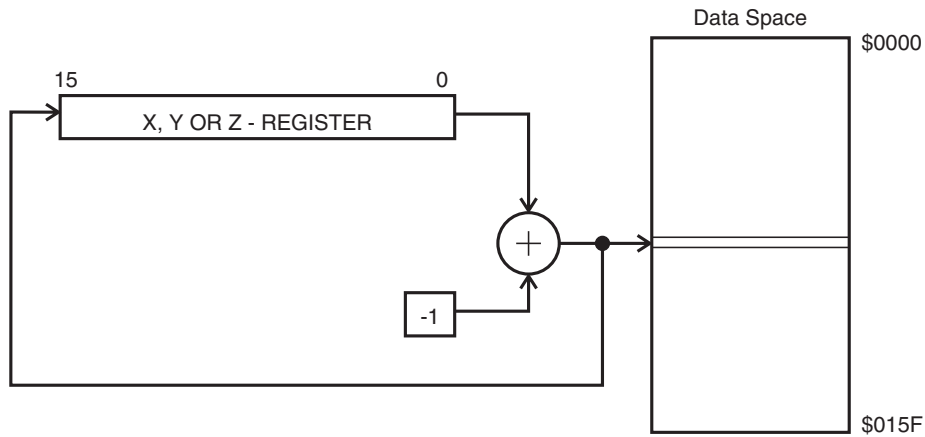 Data Space
$0000
15
0
X, Y OR Z - REGISTER
+
-1
$015F